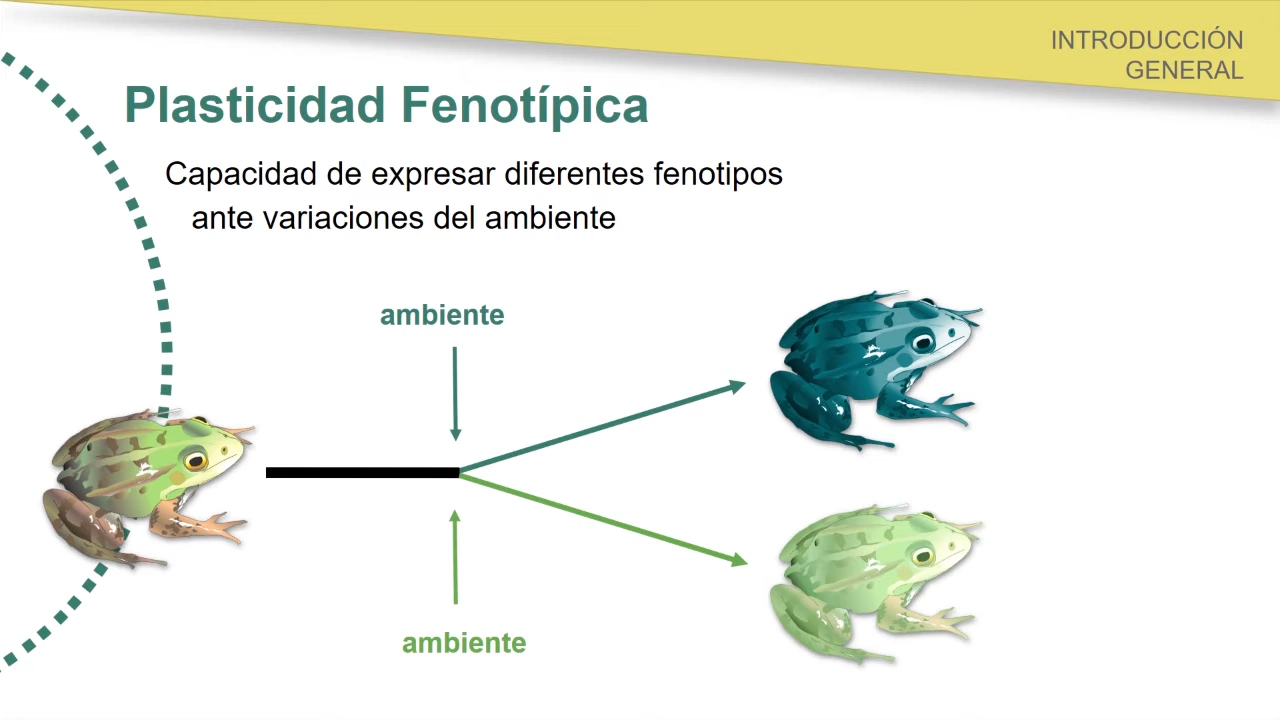 INTRODUCCIÓN
GENERAL
Plasticidad Fenotípica
Capacidad de expresar diferentes fenotipos
ante variaciones del ambiente
ambiente
ambiente